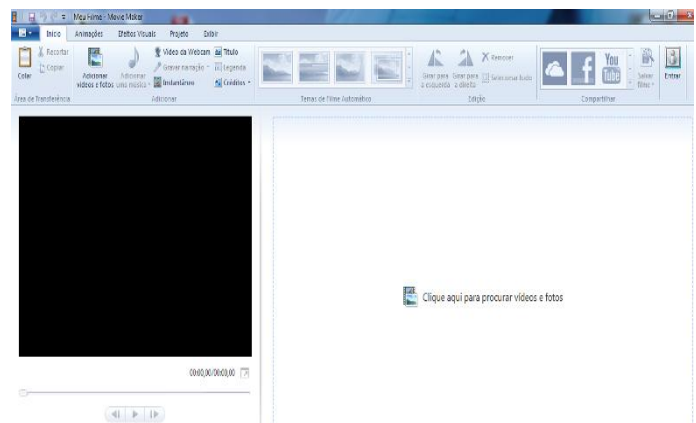 Meu Filme - Movie Maker
Início Animações Efeitos Visuais Projeto Exibir
Colar
Recortar
Copiar
Área de Transferência
Adicionar vídeos e fotos
Adicionar uma música
Vídeo da Webcam
Gravar narração
Instantâneo
Título
Legenda
Créditos
Adicionar
Temas de Filme Automático
Girar para a esquerda
Girar para a direita
Remover
Selecionar tudo
Edição
You Tube
Compartilhar
Salvar filme
Entrar
Clique aqui para procurar vídeos e fotos
00:00,00/00:00,00